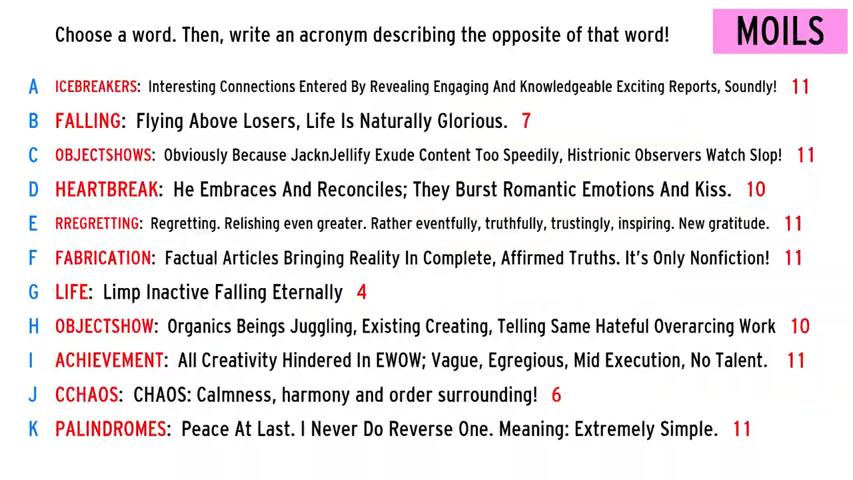 Choose a word. Then, write an acronym describing the opposite of that word!
MOILS
A ICEBREAKERS: Interesting Connections Entered By Revealing Engaging And Knowledgeable Exciting Reports, Soundly! 11
B FALLING: Flying Above Losers, Life Is Naturally Glorious. 7
C OBJECTSHOWS: Obviously Because JacknJellify Exude Content Too Speedily, Histrionic Observers Watch Slop! 11
D HEARTBREAK: He Embraces And Reconciles; They Burst Romantic Emotions And Kiss. 10
E RREGRETTING: Regretting. Relishing even greater. Rather eventfully, truthfully, trustingly, inspiring. New gratitude. 11
F FABRICATION: Factual Articles Bringing Reality In Complete, Affirmed Truths. It's Only Nonfiction! 11
G LIFE: Limp Inactive Falling Eternally 4
H OBJECTSHOW: Organics Beings Juggling, Existing Creating, Telling Same Hateful Overarcing Work 10
I ACHIEVEMENT: All Creativity Hindered In EWOW; Vague, Egregious, Mid Execution, No Talent. 11
J CCHAOS: CHAOS: Calmness, harmony and order surrounding! 6
K PALINDROMES: Peace At Last. I Never Do Reverse One. Meaning: Extremely Simple. 11